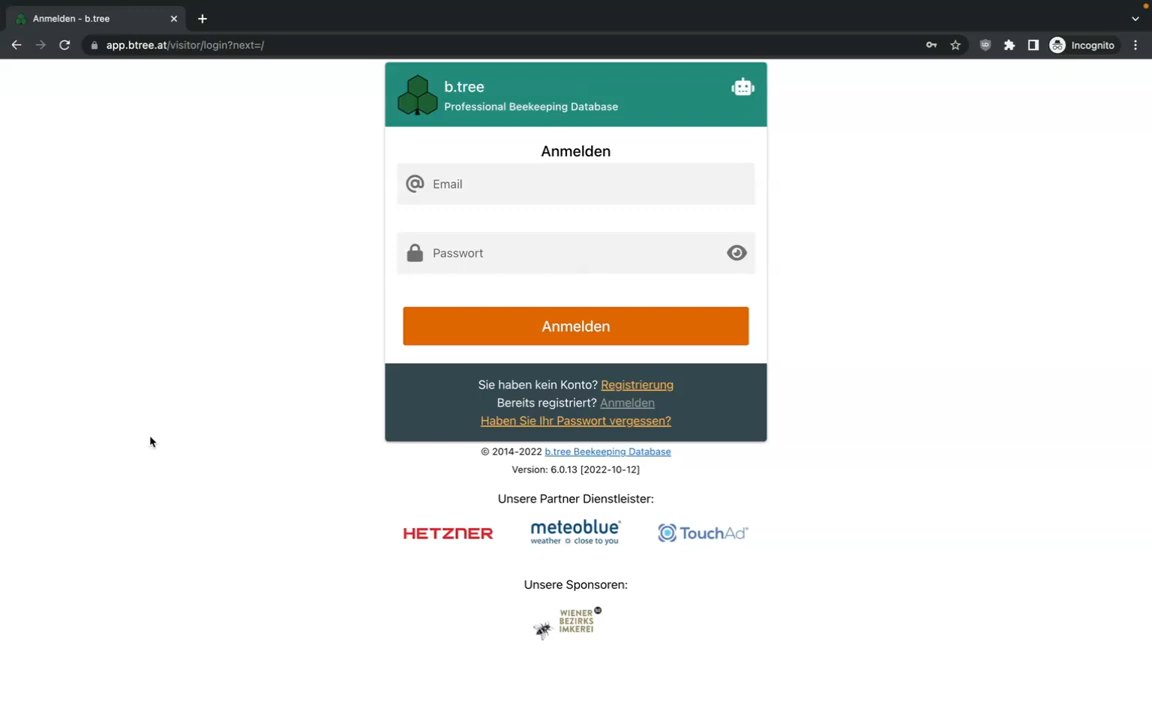 Anmelden - b.tree
app.btree.at/visitor/login?next=/
Incognito
b.tree
Professional Beekeeping Database
Anmelden
Email
Passwort
Anmelden
Sie haben kein Konto? Registrierung
Bereits registriert? Anmelden
Haben Sie Ihr Passwort vergessen?
© 2014-2022 b.tree Beekeeping Database
Version: 6.0.13 [2022-10-12]
Unsere Partner Dienstleister:
HETZNER
meteoblue®
weather close to you
TouchAd
Unsere Sponsoren:
WIENER
BEZIRKS
IMKEREI